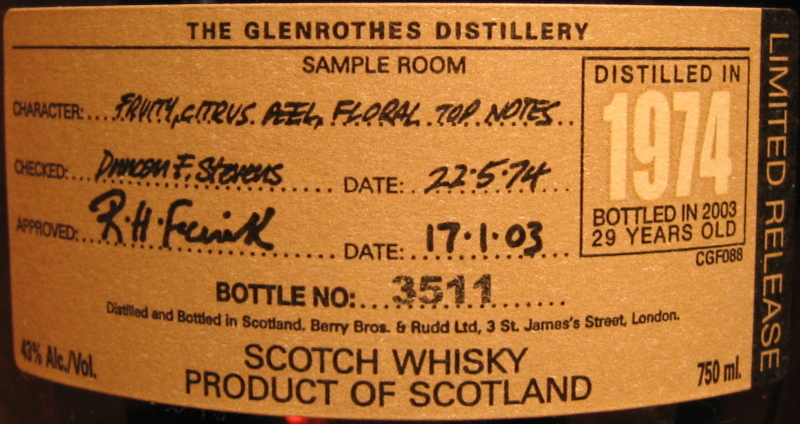 THE GLENROTHES DISTILLERY
SAMPLE ROOM
CHARACTER: FRUITY, CITRUS PEEL, FLORAL TOP NOTES
CHECKED: Duncan F. Stevens DATE: 22·5·74
APPROVED: R.H. DATE: 17·1·03
DISTILLED IN
1974
BOTTLED IN 2003
29 YEARS OLD
CGF088
BOTTLE NO: 3511
Distilled and Bottled in Scotland. Berry Bros. & Rudd Ltd, 3 St. James's Street, London.
43% Alc./Vol.
SCOTCH WHISKY
PRODUCT OF SCOTLAND
750 ml.
LIMITED RELEASE